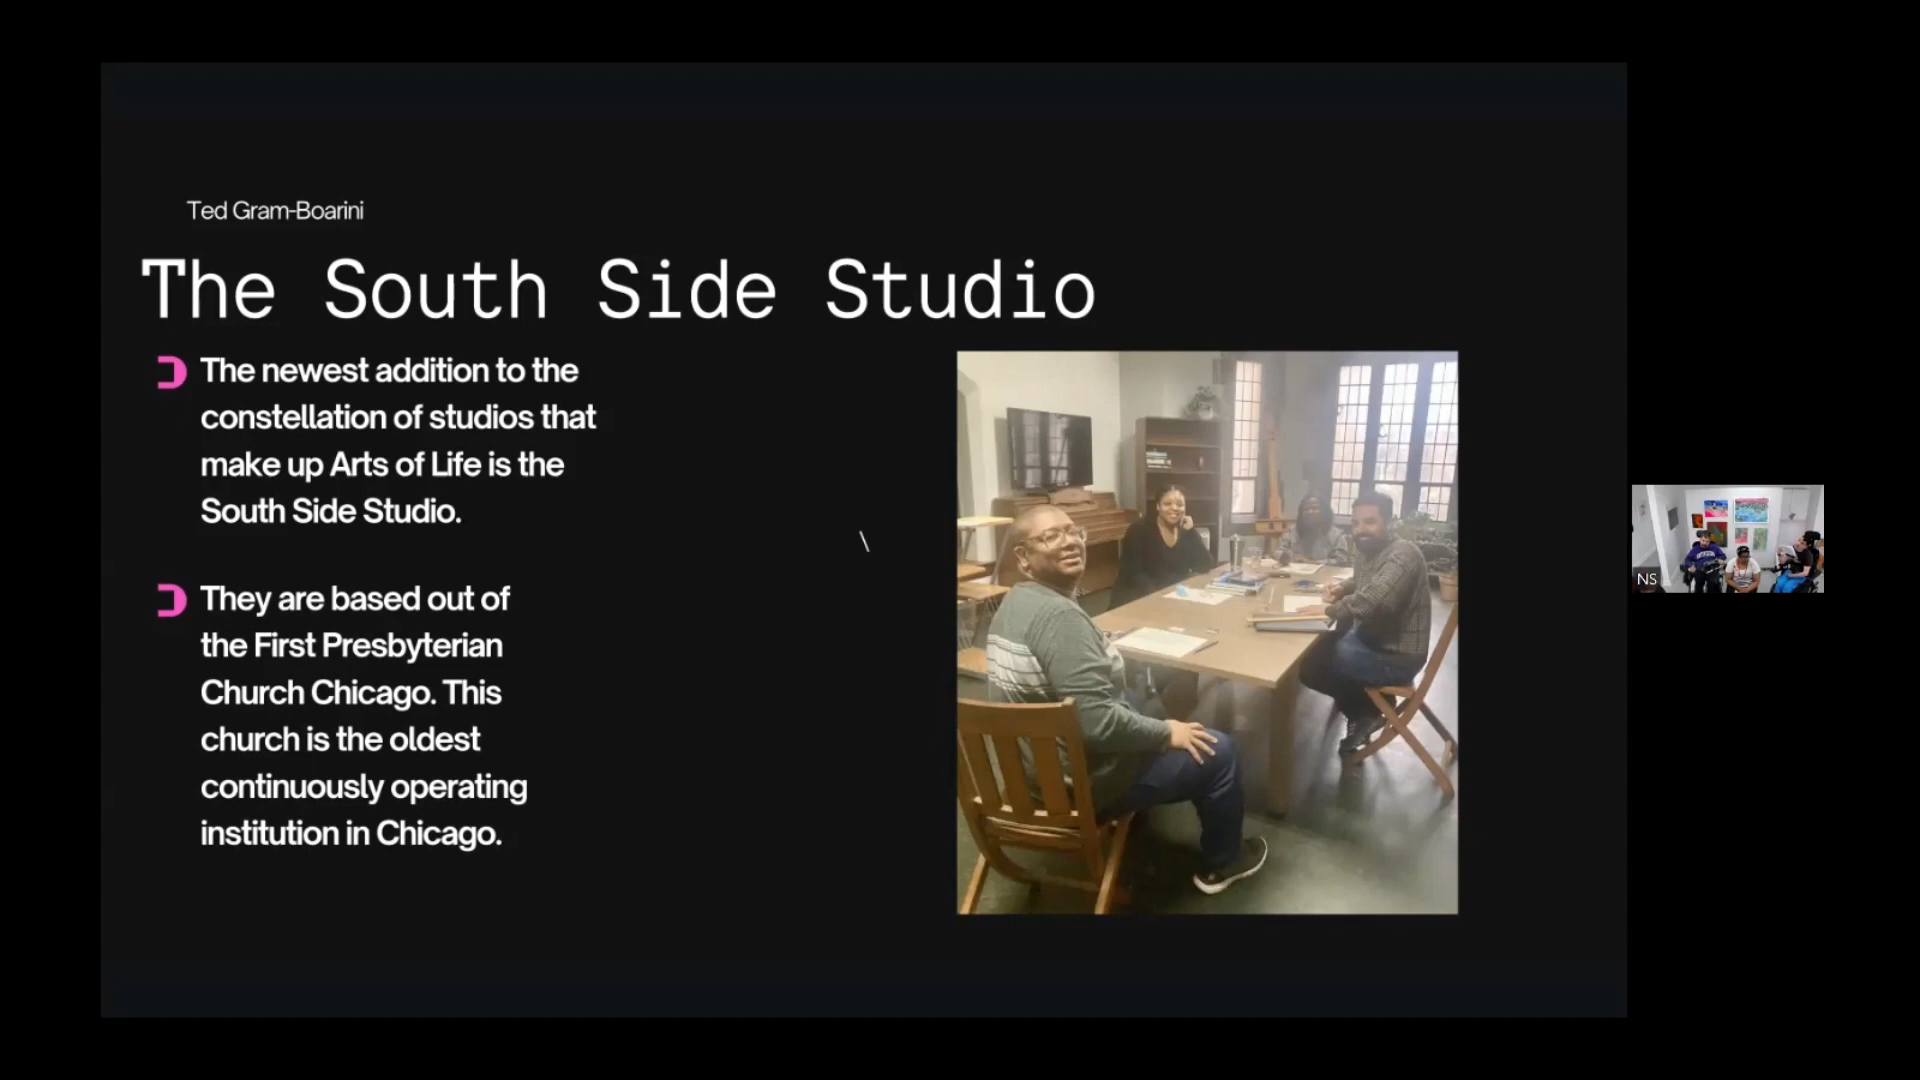 Ted Gram-Boarini
The South Side Studio
The newest addition to the
constellation of studios that
make up Arts of Life is the
South Side Studio.
They are based out of
the First Presbyterian
Church Chicago. This
church is the oldest
continuously operating
institution in Chicago.
\
NS